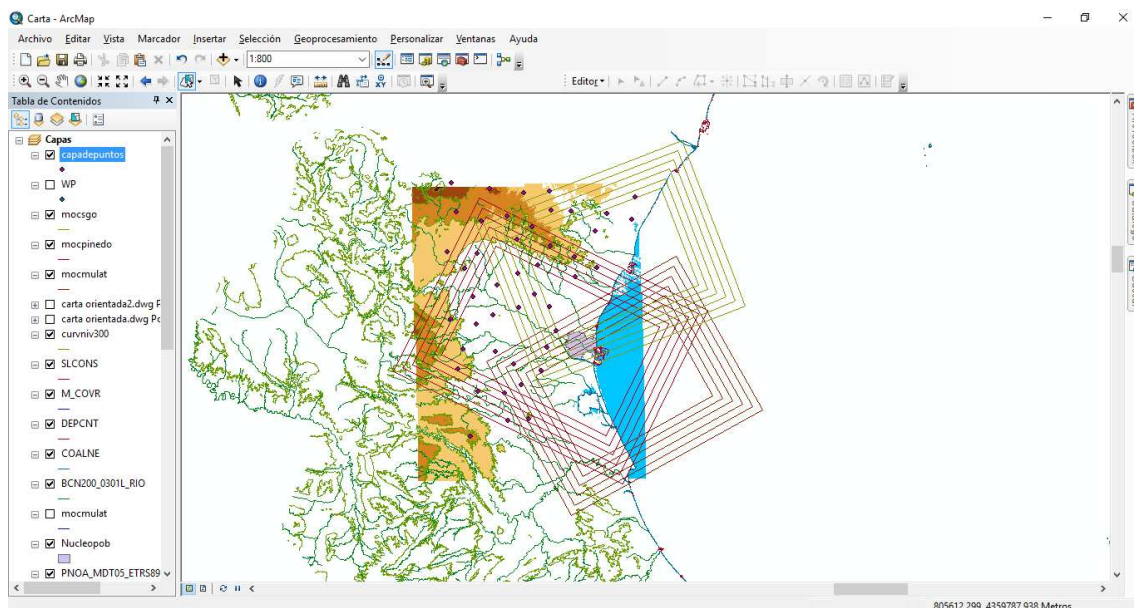 Carta - ArcMap
Archivo Editar Vista Marcador Insertar Selección Geoprocesamiento Personalizar Ventanas Ayuda
1:800
Editor
Tabla de Contenidos
Capas
capadepuntos
WP
mocsgo
mocpinedo
mocmulat
carta orientada2.dwg P
carta orientada.dwg Po
curvniv300
SLCONS
M_COVR
DEPCNT
COALNE
BCN200_0301L_RIO
mocmulat
Nucleopob
PNOA_MDT05_ETRS89
805612,299 4359787,938 Metros